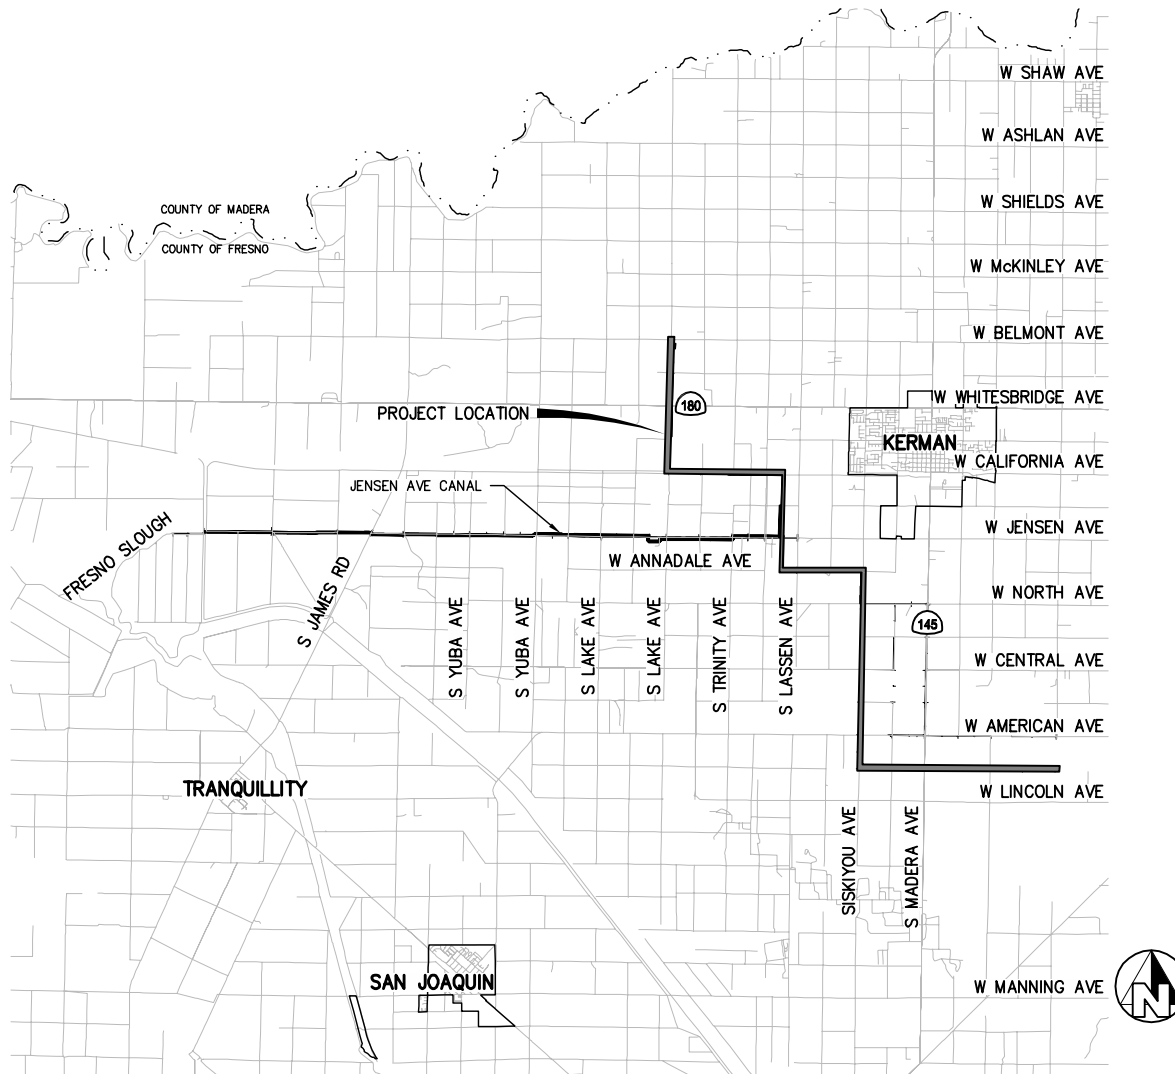 W SHAW AVE
W ASHLAN AVE
W SHIELDS AVE
COUNTY OF MADERA
COUNTY OF FRESNO
W McKINLEY AVE
W BELMONT AVE
W WHITESBRIDGE AVE
180
PROJECT LOCATION
KERMAN
W CALIFORNIA AVE
JENSEN AVE CANAL
W JENSEN AVE
FRESNO SLOUGH
W ANNADALE AVE
S JAMES RD
W NORTH AVE
145
S YUBA AVE
S YUBA AVE
S LAKE AVE
S LAKE AVE
S TRINITY AVE
S LASSEN AVE
W CENTRAL AVE
W AMERICAN AVE
TRANQUILLITY
W LINCOLN AVE
SISKIYOU AVE
S MADERA AVE
SAN JOAQUIN
W MANNING AVE
N